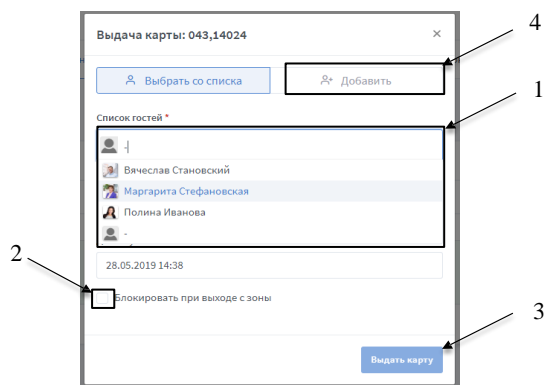 4
Выдача карты: 043,14024 ×
Выбрать со списка
Добавить
1
Список гостей *
-
Вячеслав Становский
Маргарита Стефановская
Полина Иванова
-
28.05.2019 14:38
2
Блокировать при выходе с зоны
3
Выдать карту